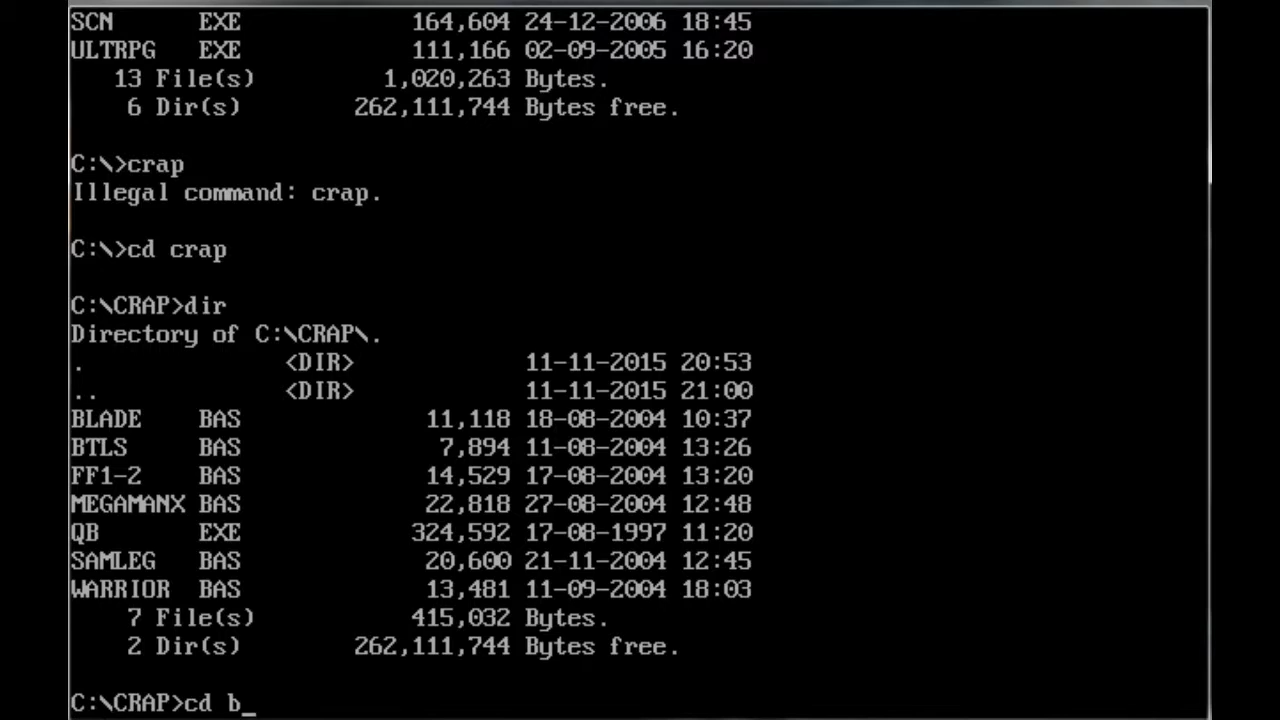 SCN EXE 164,604 24-12-2006 18:45
ULTRPG EXE 111,166 02-09-2005 16:20
13 File(s) 1,020,263 Bytes.
6 Dir(s) 262,111,744 Bytes free.
C:\>crap
Illegal command: crap.
C:\>cd crap
C:\CRAP>dir
Directory of C:\CRAP\.
. <DIR> 11-11-2015 20:53
.. <DIR> 11-11-2015 21:00
BLADE BAS 11,118 18-08-2004 10:37
BTLS BAS 7,894 11-08-2004 13:26
FF1-2 BAS 14,529 17-08-2004 13:20
MEGAMANX BAS 22,818 27-08-2004 12:48
QB EXE 324,592 17-08-1997 11:20
SAMLEG BAS 20,600 21-11-2004 12:45
WARRIOR BAS 13,481 11-09-2004 18:03
7 File(s) 415,032 Bytes.
2 Dir(s) 262,111,744 Bytes free.
C:\CRAP>cd b_